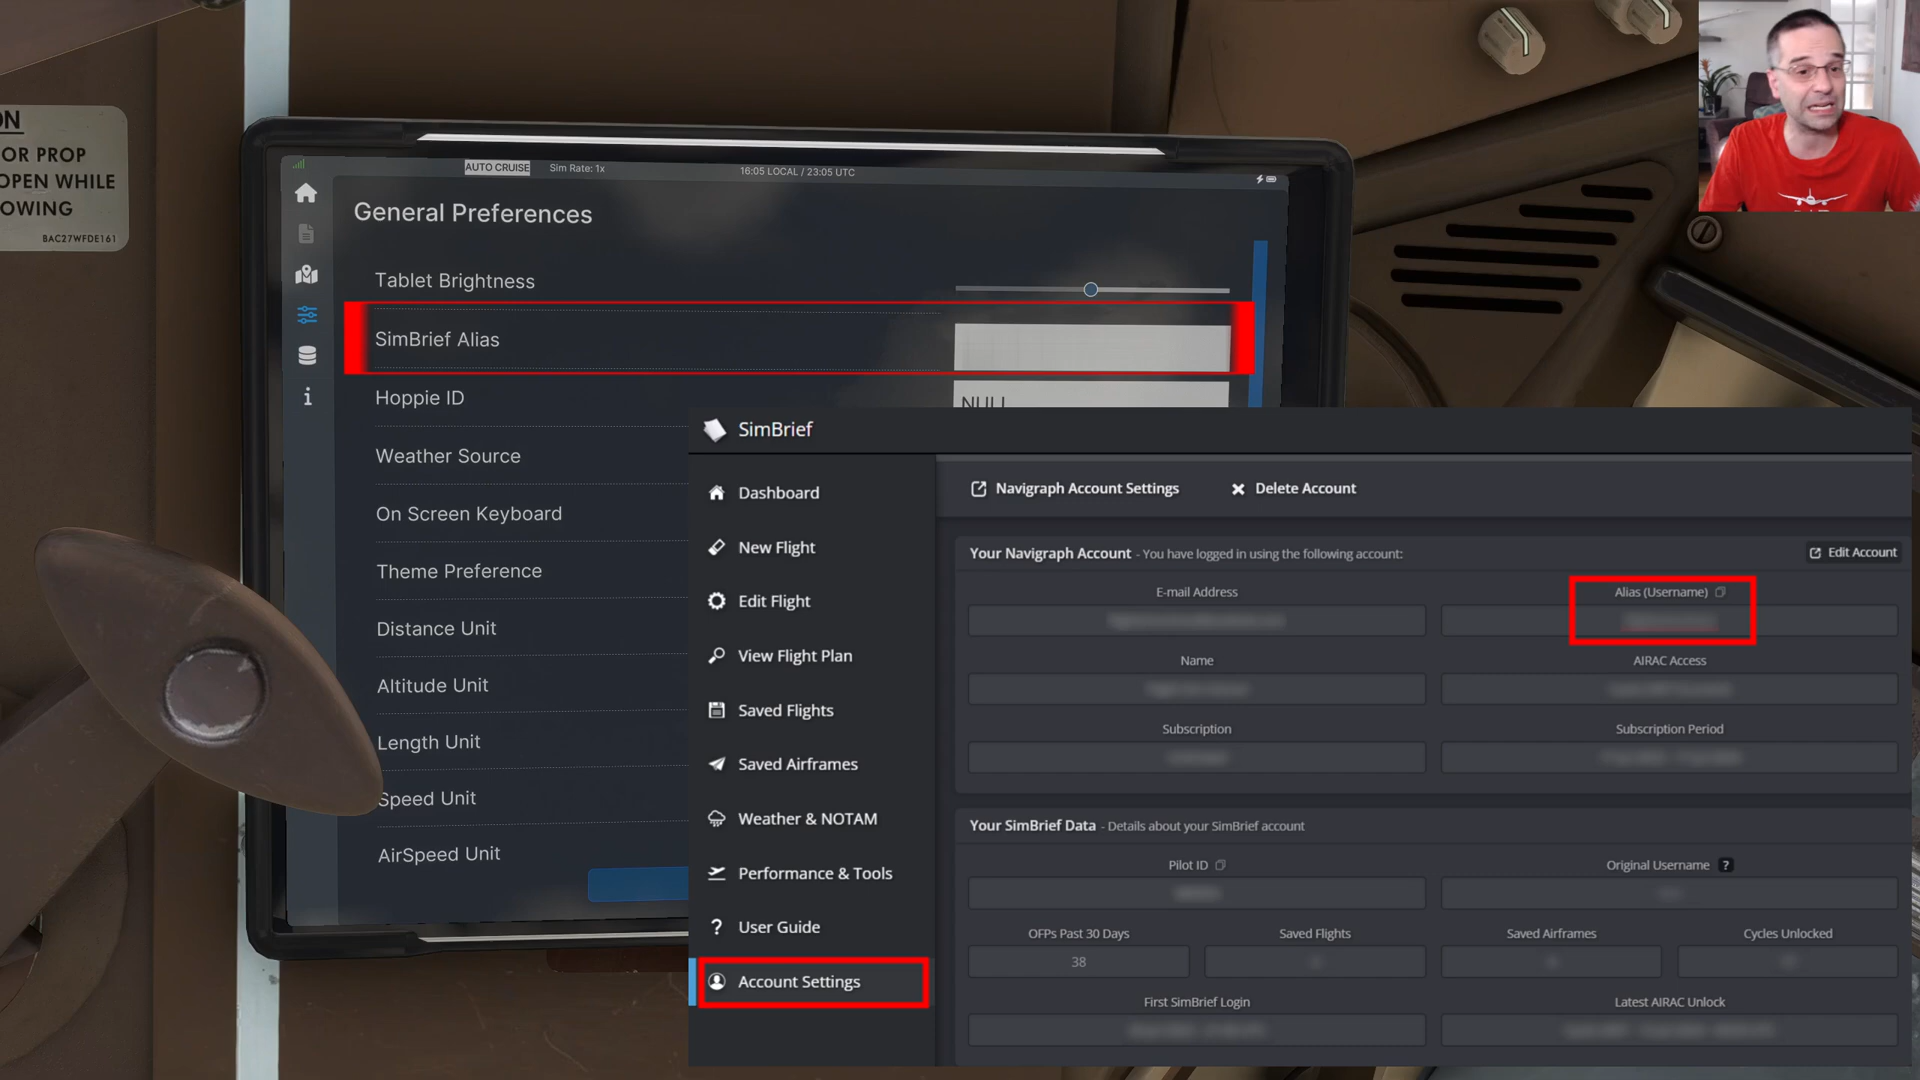 ON
OR PROP
OPEN WHILE
OWING
BAC27WFDE161
AUTO CRUISE
Sim Rate: 1x
16:05 LOCAL / 23:05 UTC
General Preferences
Tablet Brightness
SimBrief Alias
Hoppie ID
NULL
Weather Source
On Screen Keyboard
Theme Preference
Distance Unit
Altitude Unit
Length Unit
Speed Unit
AirSpeed Unit
SimBrief
Dashboard
New Flight
Edit Flight
View Flight Plan
Saved Flights
Saved Airframes
Weather & NOTAM
Performance & Tools
User Guide
Account Settings
Navigraph Account Settings
Delete Account
Your Navigraph Account - You have logged in using the following account:
Edit Account
E-mail Address
Alias (Username)
Name
AIRAC Access
Subscription
Subscription Period
Your SimBrief Data - Details about your SimBrief account
Pilot ID
Original Username ?
OFPs Past 30 Days
Saved Flights
Saved Airframes
Cycles Unlocked
38
First SimBrief Login
Latest AIRAC Unlock